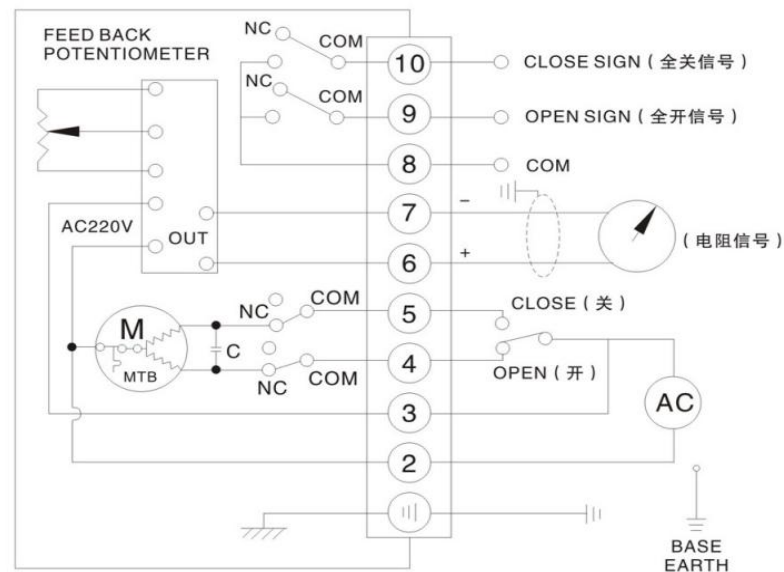 FEED BACK
POTENTIOMETER
NC
COM
10
CLOSE SIGN（全关信号）
NC
COM
9
OPEN SIGN（全开信号）
8
COM
7
−
AC220V
OUT
（电阻信号）
6
+
CLOSE（关）
NC
COM
5
M
C
MTB
4
NC
COM
OPEN（开）
3
AC
2
BASE
EARTH